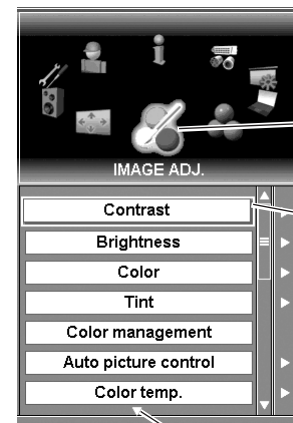 IMAGE ADJ.
Contrast
Brightness
Color
Tint
Color management
Auto picture control
Color temp.